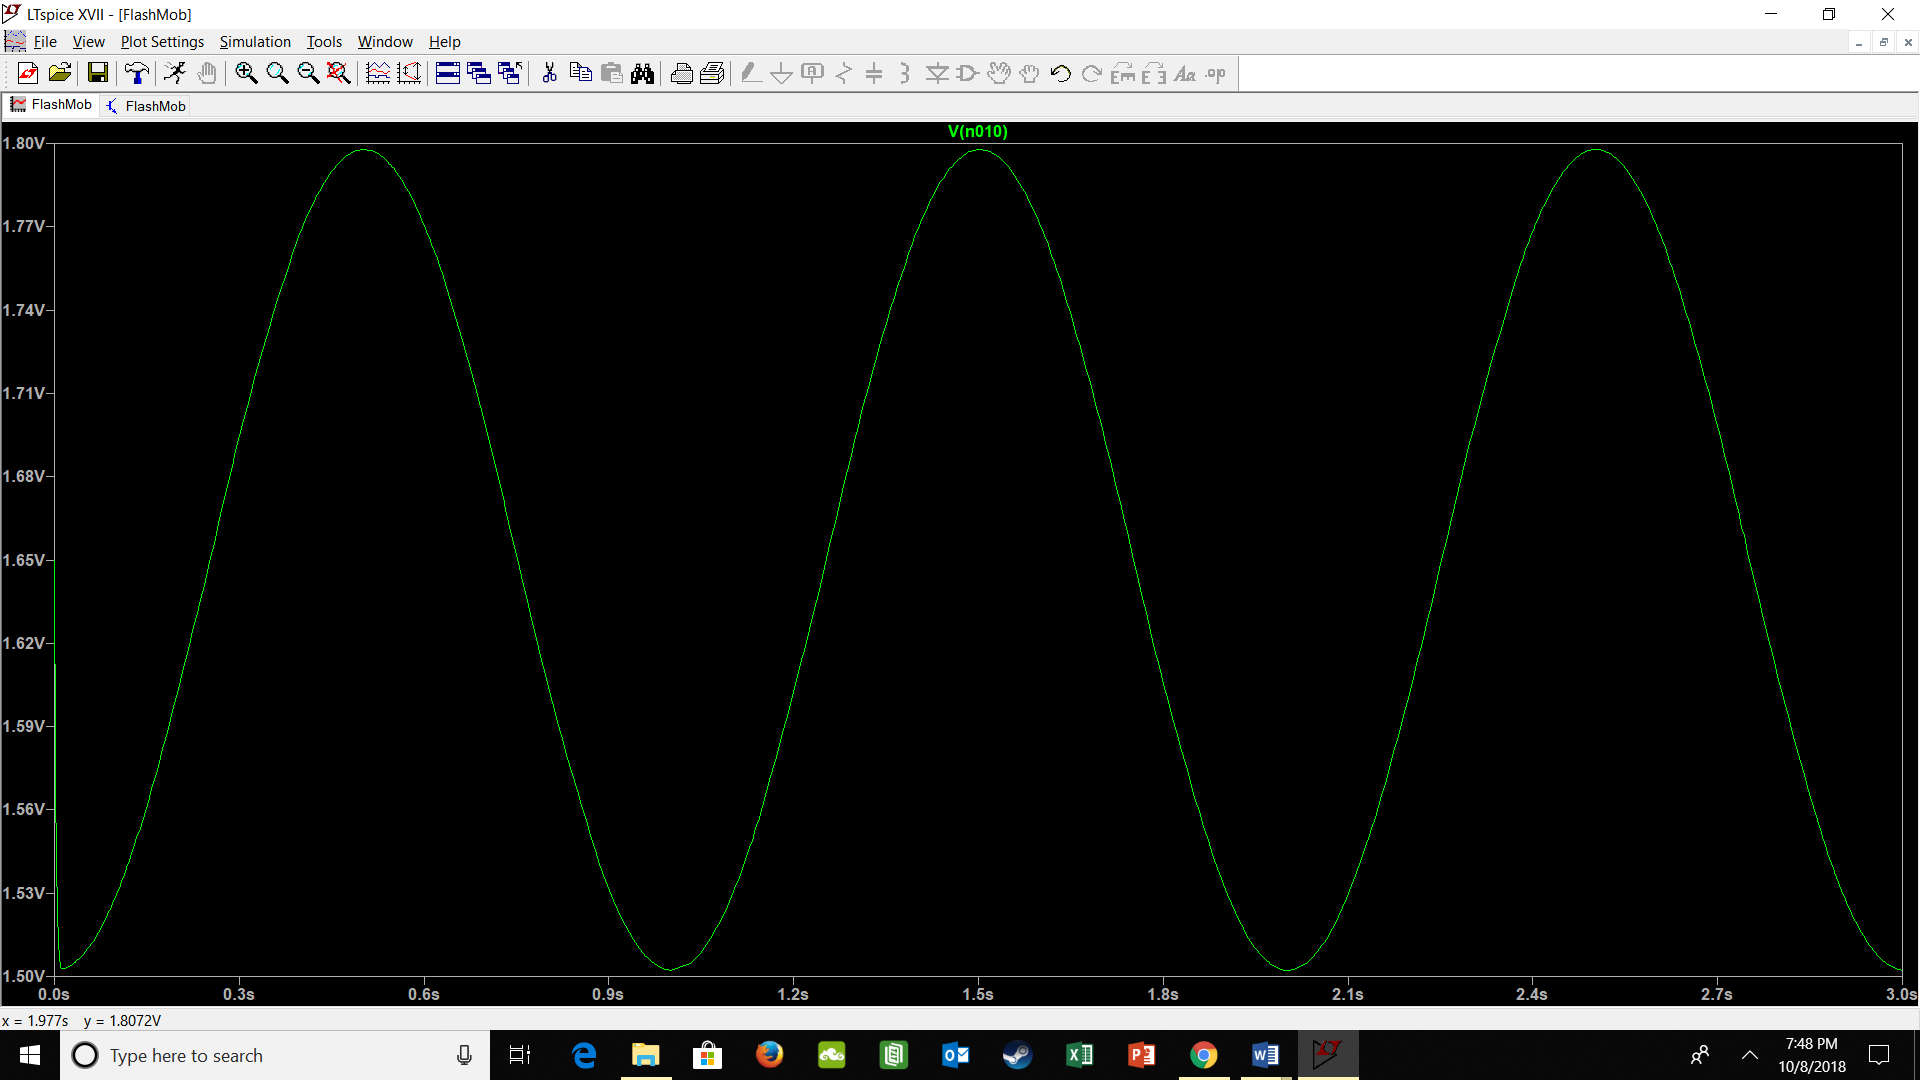 LTspice XVII - [FlashMob]
File View Plot Settings Simulation Tools Window Help
FlashMob FlashMob
V(n010)
1.80V
1.77V
1.74V
1.71V
1.68V
1.65V
1.62V
1.59V
1.56V
1.53V
1.50V
0.0s 0.3s 0.6s 0.9s 1.2s 1.5s 1.8s 2.1s 2.4s 2.7s 3.0s
x = 1.977s y = 1.8072V
Type here to search
7:48 PM
10/8/2018